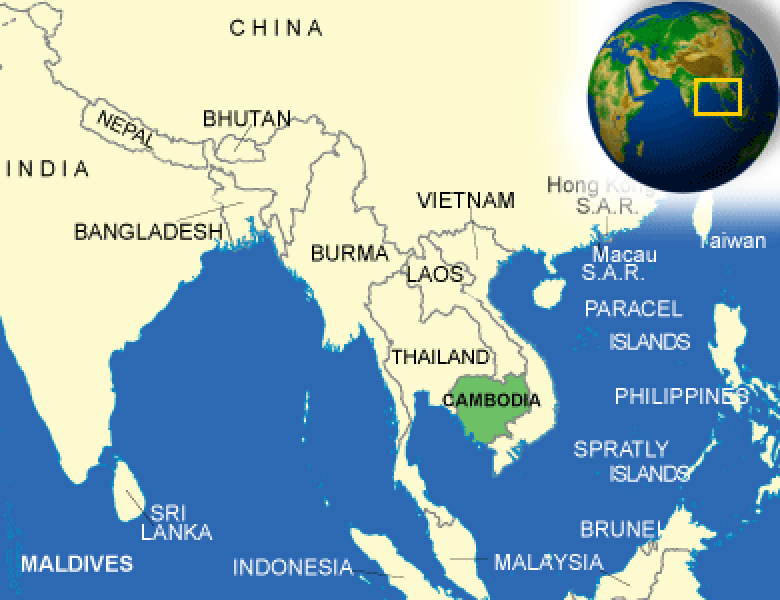 CHINA
BHUTAN
NEPAL
INDIA
Hong Kong
S.A.R.
VIETNAM
BANGLADESH
Taiwan
BURMA
Macau
S.A.R.
LAOS
PARACEL
ISLANDS
THAILAND
CAMBODIA
PHILIPPINES
SPRATLY
ISLANDS
SRI
LANKA
BRUNEI
MALDIVES
INDONESIA
MALAYSIA